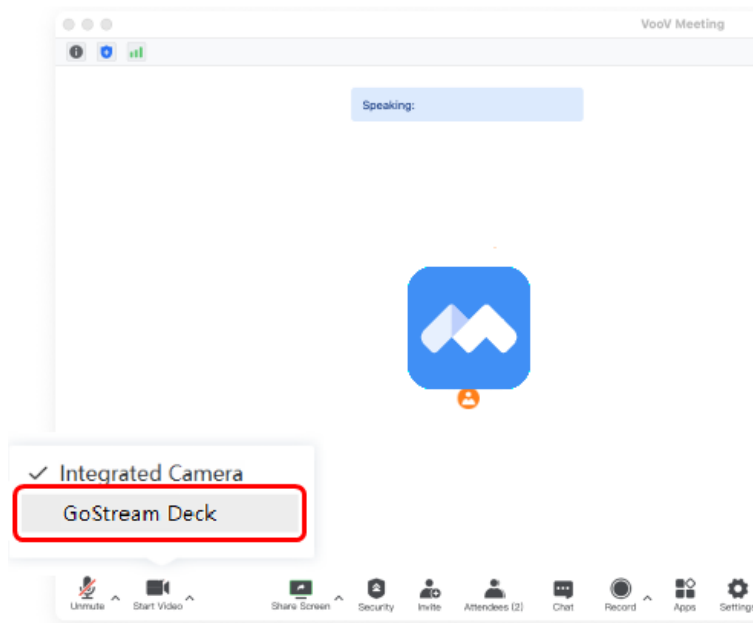 VooV Meeting
Speaking:
Integrated Camera
GoStream Deck
Unmute
Start Video
Share Screen
Security
Invite
Attendees (2)
Chat
Record
Apps
Settings